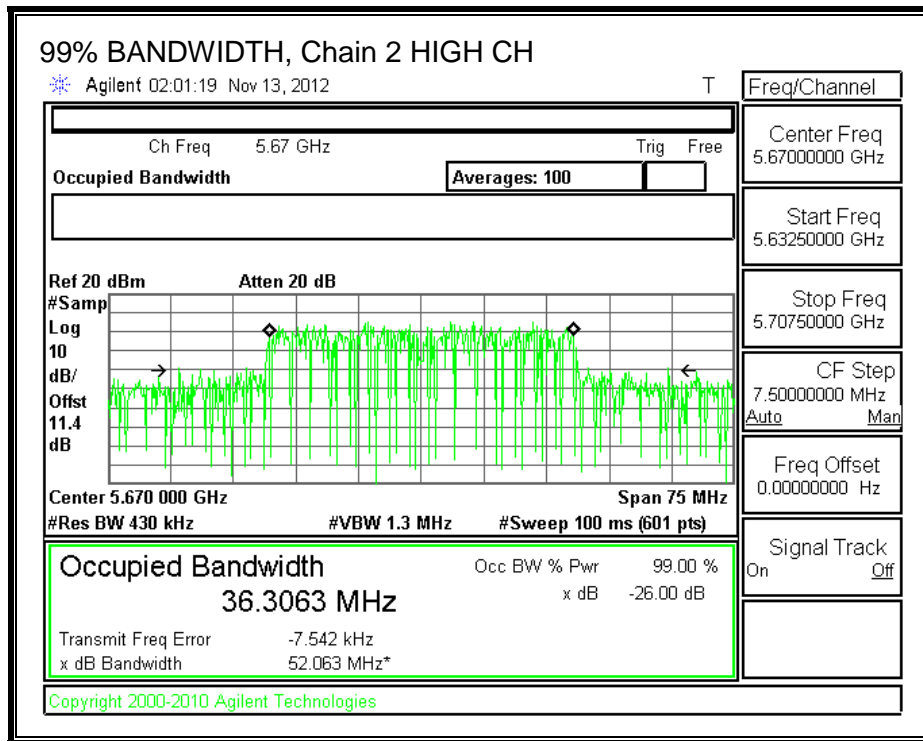 99% BANDWIDTH, Chain 2 HIGH CH
Agilent 02:01:19 Nov 13, 2012 T
Ch Freq 5.67 GHz Trig Free
Occupied Bandwidth Averages: 100
Ref 20 dBm Atten 20 dB
#Samp
Log
10
dB/
Offst
11.4
dB
Center 5.670 000 GHz Span 75 MHz
#Res BW 430 kHz #VBW 1.3 MHz #Sweep 100 ms (601 pts)
Occupied Bandwidth Occ BW % Pwr 99.00 %
36.3063 MHz x dB -26.00 dB
Transmit Freq Error -7.542 kHz
x dB Bandwidth 52.063 MHz*
Copyright 2000-2010 Agilent Technologies
Freq/Channel
Center Freq
5.67000000 GHz
Start Freq
5.63250000 GHz
Stop Freq
5.70750000 GHz
CF Step
7.50000000 MHz
Auto Man
Freq Offset
0.00000000 Hz
Signal Track
On Off